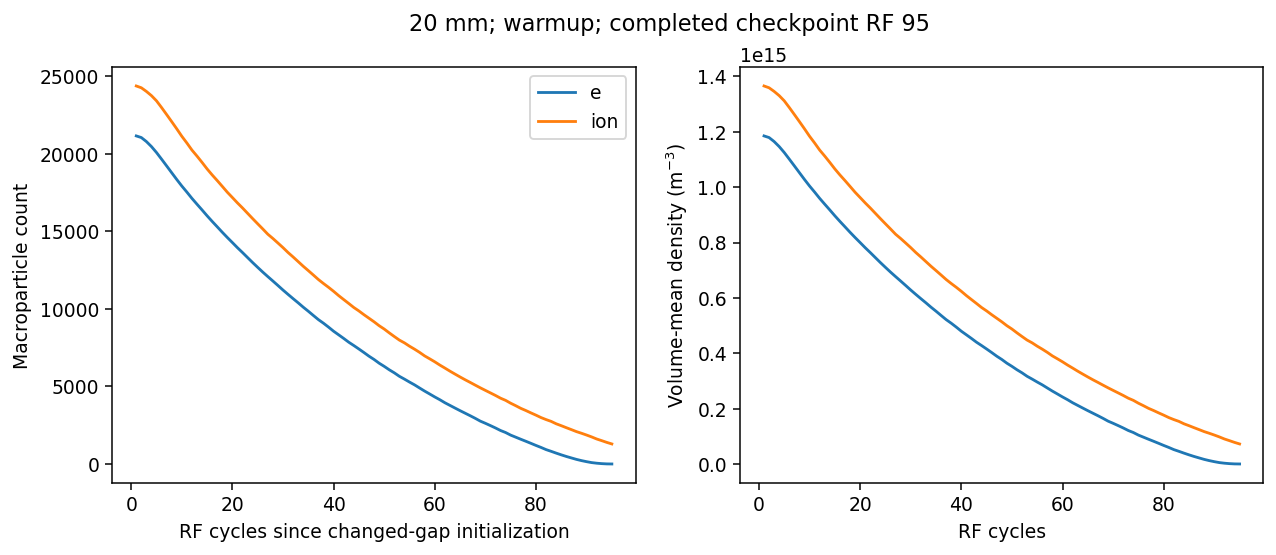 20 mm; warmup; completed checkpoint RF 95
Macroparticle count
25000
20000
15000
10000
5000
0
e
ion
0 20 40 60 80
RF cycles since changed-gap initialization
1e15
Volume-mean density (m⁻³)
1.4
1.2
1.0
0.8
0.6
0.4
0.2
0.0
0 20 40 60 80
RF cycles